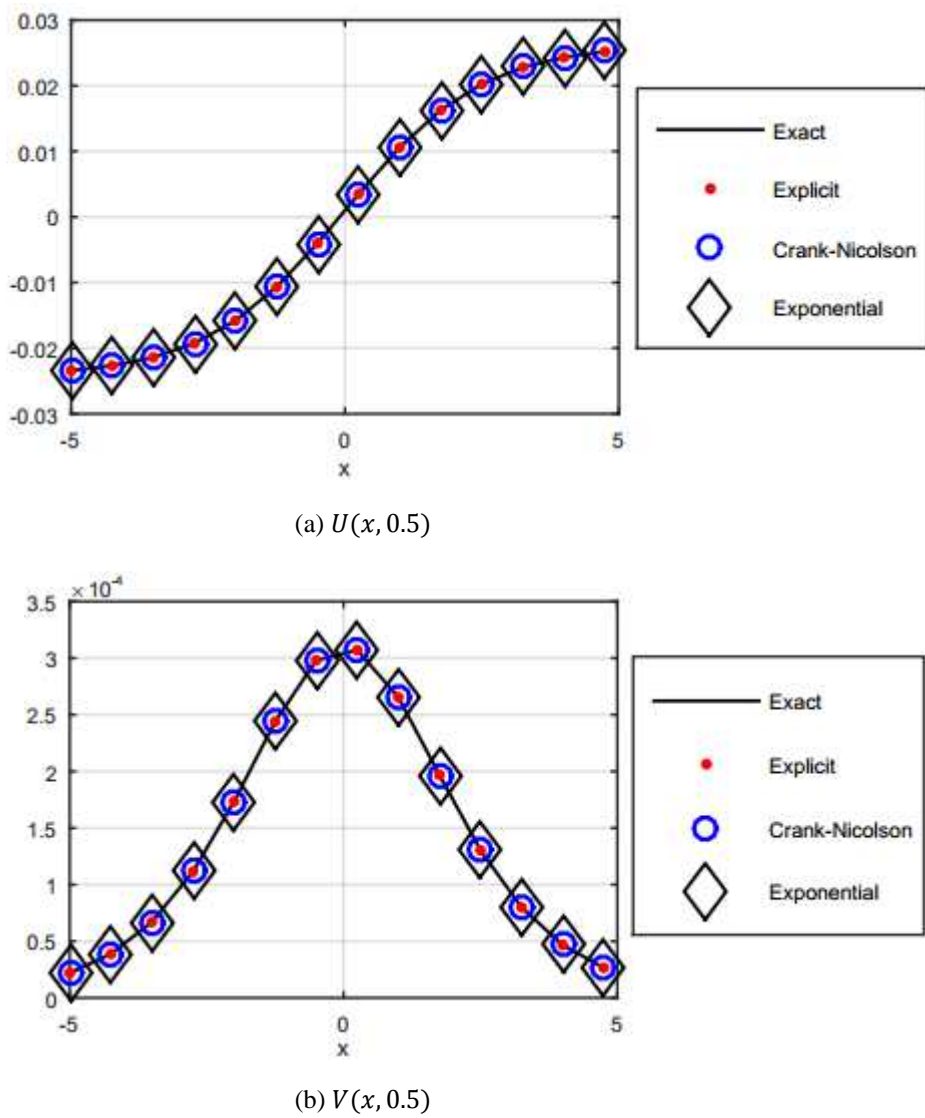 0.03
0.02
0.01
0
-0.01
-0.02
-0.03
-5 0 5
x
Exact
Explicit
Crank-Nicolson
Exponential
(a) U(x, 0.5)
× 10⁻⁴
3.5
3
2.5
2
1.5
1
0.5
0
-5 0 5
x
Exact
Explicit
Crank-Nicolson
Exponential
(b) V(x, 0.5)